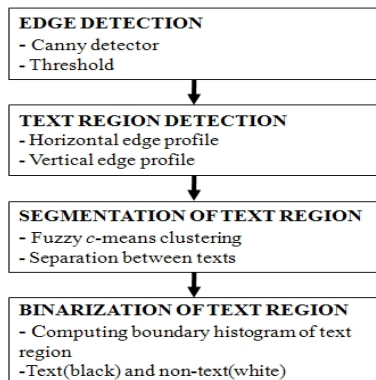 EDGE DETECTION
- Canny detector
- Threshold
TEXT REGION DETECTION
- Horizontal edge profile
- Vertical edge profile
SEGMENTATION OF TEXT REGION
- Fuzzy c-means clustering
- Separation between texts
BINARIZATION OF TEXT REGION
- Computing boundary histogram of text
region
-Text(black) and non-text(white)